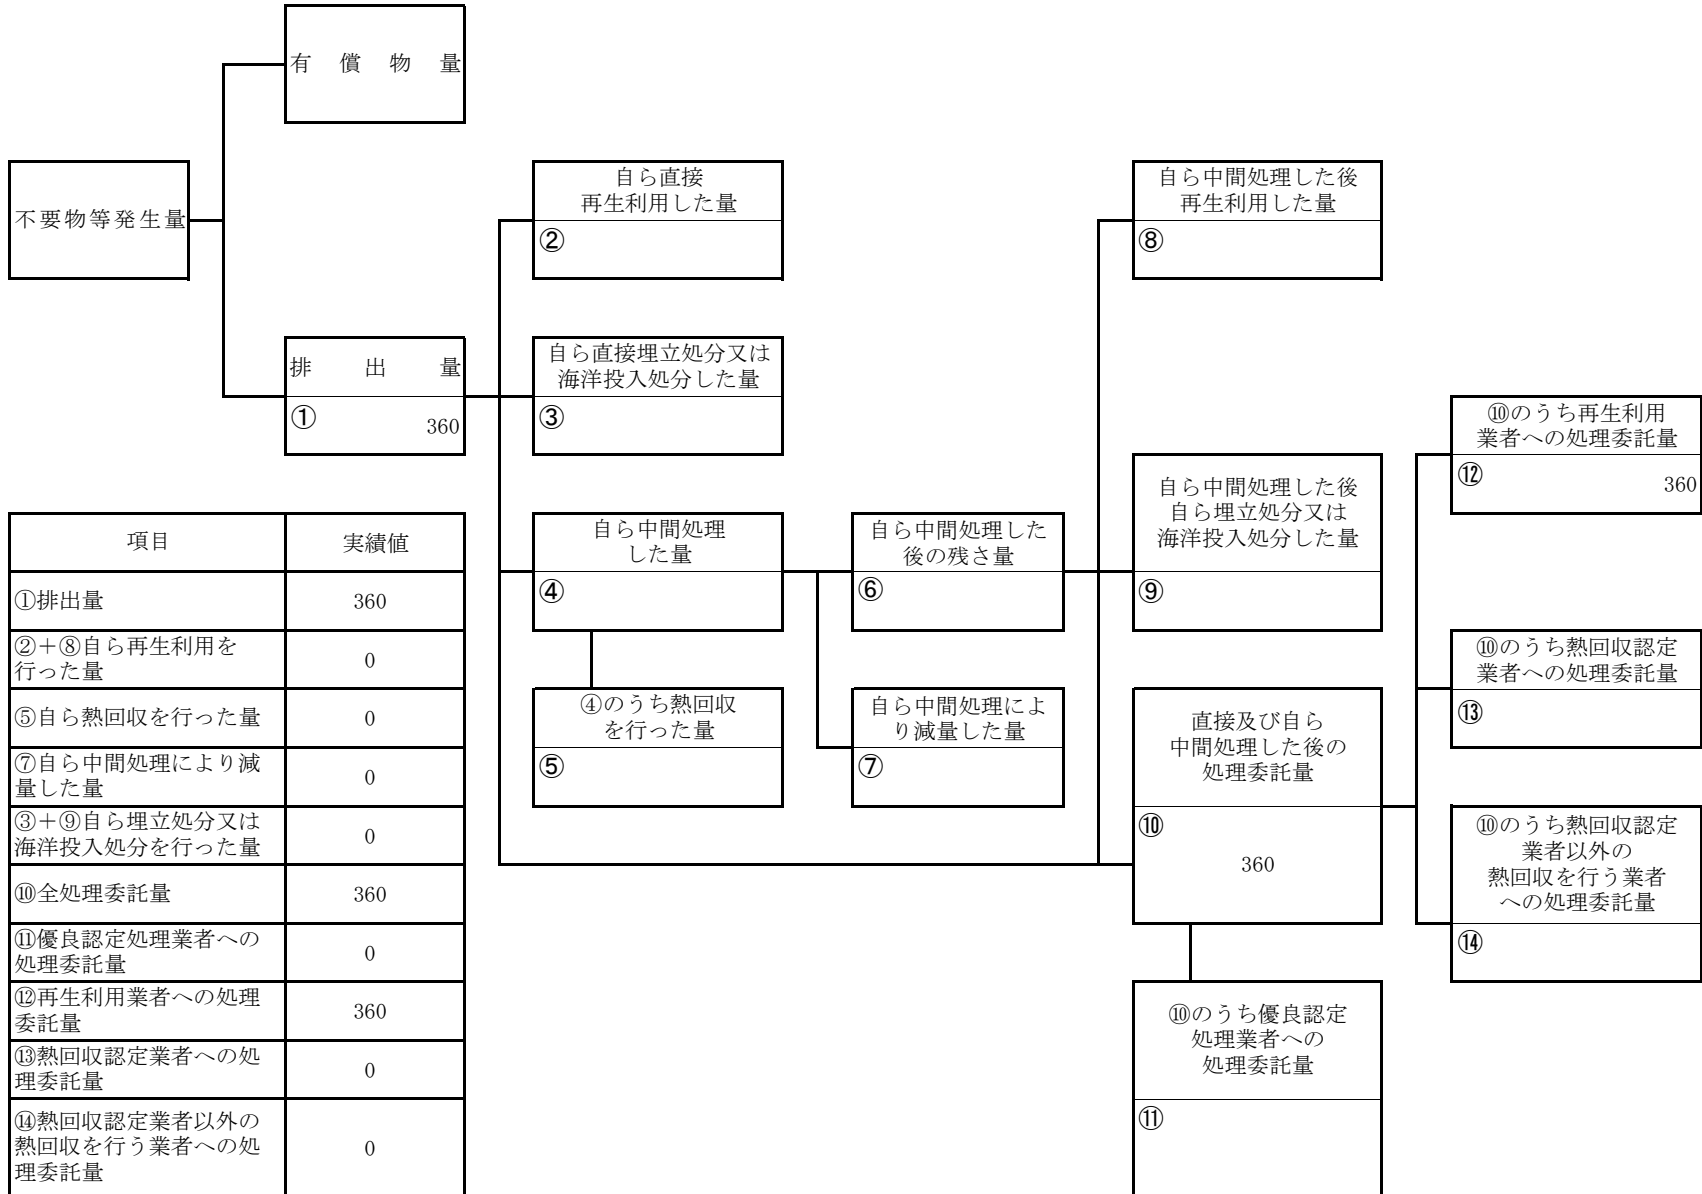 有償物量
不要物等発生量
排出量
①
360
自ら直接
再生利用した量
②
自ら直接埋立処分又は
海洋投入処分した量
③
自ら中間処理
した量
④
④のうち熱回収
を行った量
⑤
自ら中間処理した
後の残さ量
⑥
自ら中間処理によ
り減量した量
⑦
自ら中間処理した後
再生利用した量
⑧
自ら中間処理した後
自ら埋立処分又は
海洋投入処分した量
⑨
直接及び自ら
中間処理した後の
処理委託量
⑩
360
⑩のうち優良認定
処理業者への
処理委託量
⑪
⑩のうち再生利用
業者への処理委託量
⑫
360
⑩のうち熱回収認定
業者への処理委託量
⑬
⑩のうち熱回収認定
業者以外の
熱回収を行う業者
への処理委託量
⑭
項目 実績値
①排出量 360
②+⑧自ら再生利用を
行った量 0
⑤自ら熱回収を行った量 0
⑦自ら中間処理により減
量した量 0
③+⑨自ら埋立処分又は
海洋投入処分を行った量 0
⑩全処理委託量 360
⑪優良認定処理業者への
処理委託量 0
⑫再生利用業者への処理
委託量 360
⑬熱回収認定業者への処
理委託量 0
⑭熱回収認定業者以外の
熱回収を行う業者への処
理委託量 0